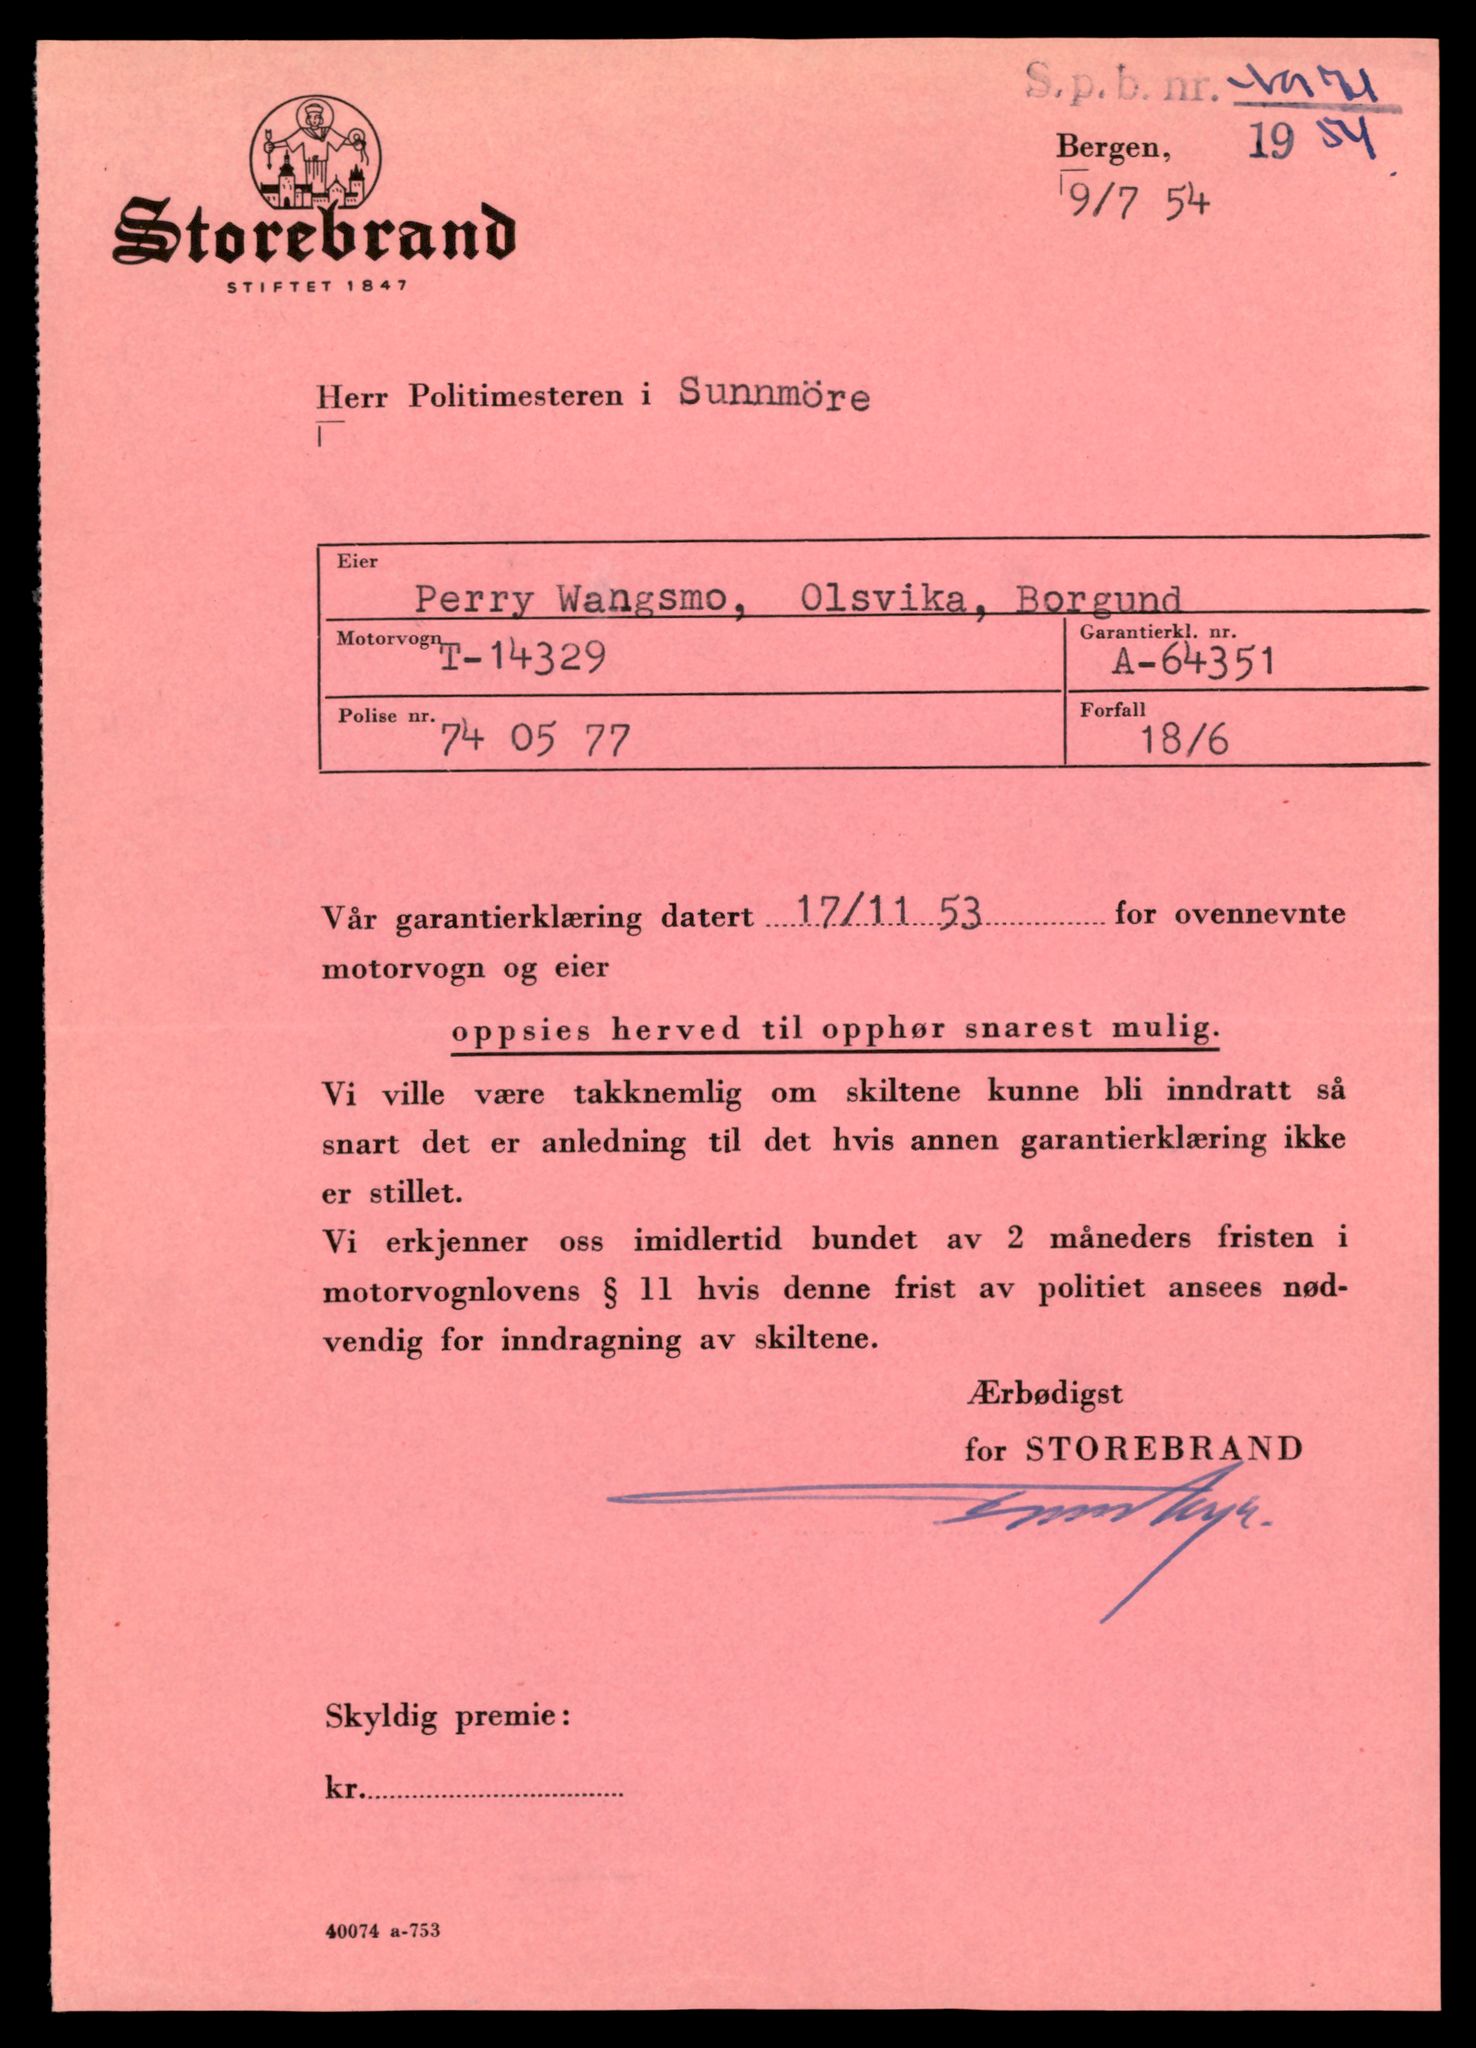 S.p.b. nr.
19 54
Bergen,
9/7 54
Storebrand
STIFTET 1847
Herr Politimesteren i Sunnmöre
Eier
Perry Wangsmo, Olsvika, Borgund
Motorvogn T-14329
Garantierkl. nr.
A-64351
Polise nr. 74 05 77
Forfall
18/6
Vår garantierklæring datert 17/11 53 for ovennevnte
motorvogn og eier
oppsies herved til opphør snarest mulig.
Vi ville være takknemlig om skiltene kunne bli inndratt så
snart det er anledning til det hvis annen garantierklæring ikke
er stillet.
Vi erkjenner oss imidlertid bundet av 2 måneders fristen i
motorvognlovens § 11 hvis denne frist av politiet ansees nød-
vendig for inndragning av skiltene.
Ærbødigst
for STOREBRAND
Skyldig premie:
kr.
40074 a-753